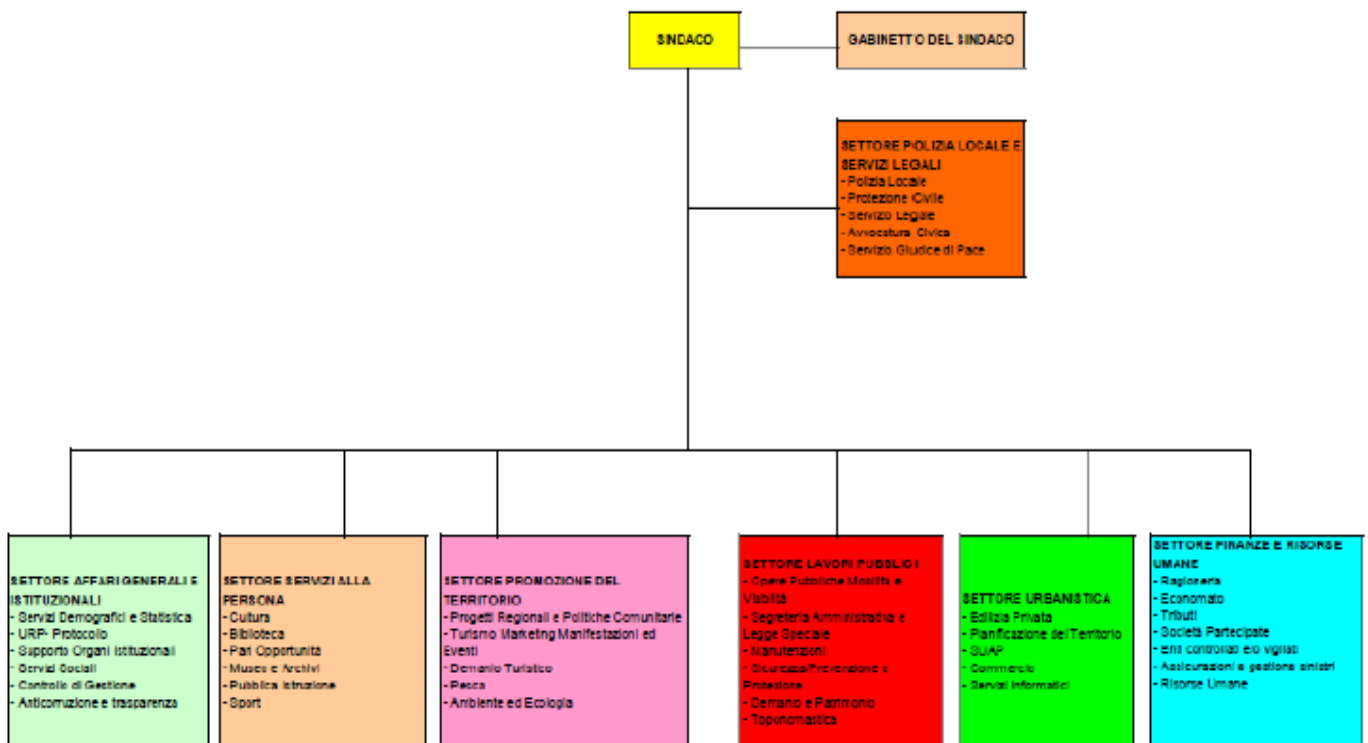 SINDACO
GABINETTO DEL SINDACO
SETTORE POLIZIA LOCALE E
SERVIZI LEGALI
- Polizia Locale
- Protezione Civile
- Servizio Legale
- Avvocatura Civica
- Servizio Giudice di Pace
SETTORE AFFARI GENERALI E
ISTITUZIONALI
- Servizi Demografici e Statistica
- URP- Protocollo
- Supporto Organi Istituzionali
- Servizi Sociali
- Controllo di Gestione
- Anticorruzione e trasparenza
SETTORE SERVIZI ALLA
PERSONA
- Cultura
- Biblioteca
- Pari Opportunità
- Museo e Archivi
- Pubblica Istruzione
- Sport
SETTORE PROMOZIONE DEL
TERRITORIO
- Progetti Regionali e Politiche Comunitarie
- Turismo Marketing Manifestazioni ed
Eventi
- Demanio Turistico
- Pesca
- Ambiente ed Ecologia
SETTORE LAVORI PUBBLICI
- Opere Pubbliche Mobilità e
Viabilità
- Segreteria Amministrativa e
Legge Speciale
- Manutenzioni
- Sicurezza/Prevenzione e
Protezione
- Demanio e Patrimonio
- Toponomastica
SETTORE URBANISTICA
- Edilizia Privata
- Pianificazione del Territorio
- SUAP
- Commercio
- Servizi Informatici
SETTORE FINANZE E RISORSE
UMANE
- Ragioneria
- Economato
- Tributi
- Società Partecipate
- Enti controllati e/o vigilati
- Assicurazioni e gestione sinistri
- Risorse Umane